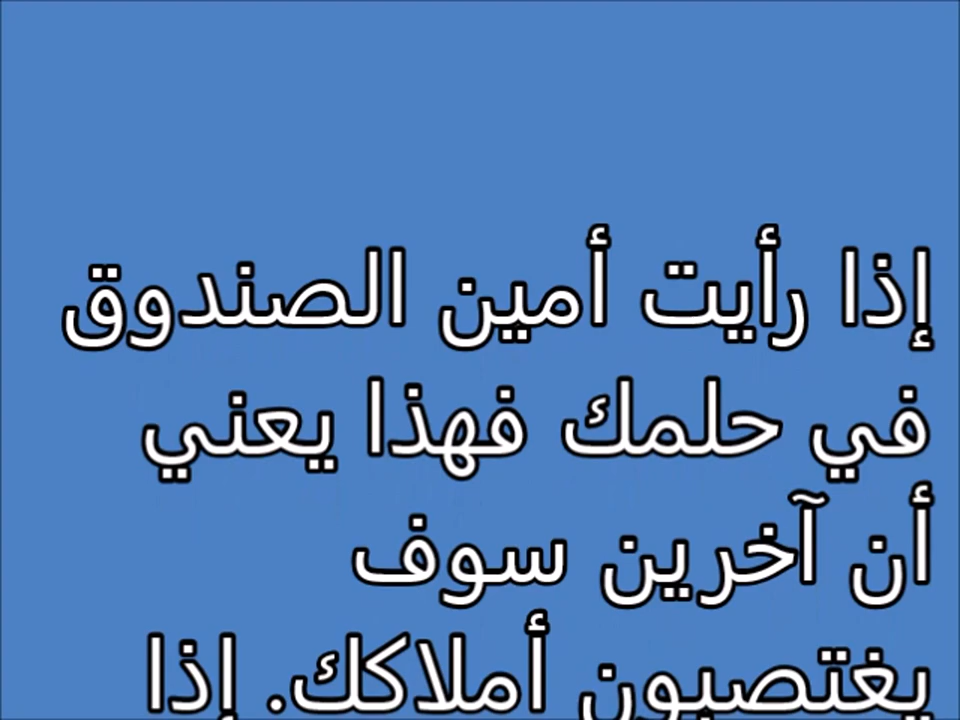 إذا رأيت أمين الصندوق
في حلمك فهذا يعني
أن آخرين سوف
يغتصبون أملاكك. إذا